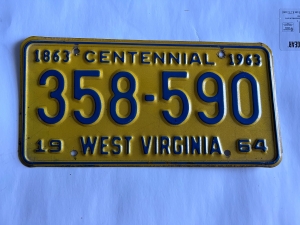 1863 CENTENNIAL 1963
358-590
19 WEST VIRGINIA 64